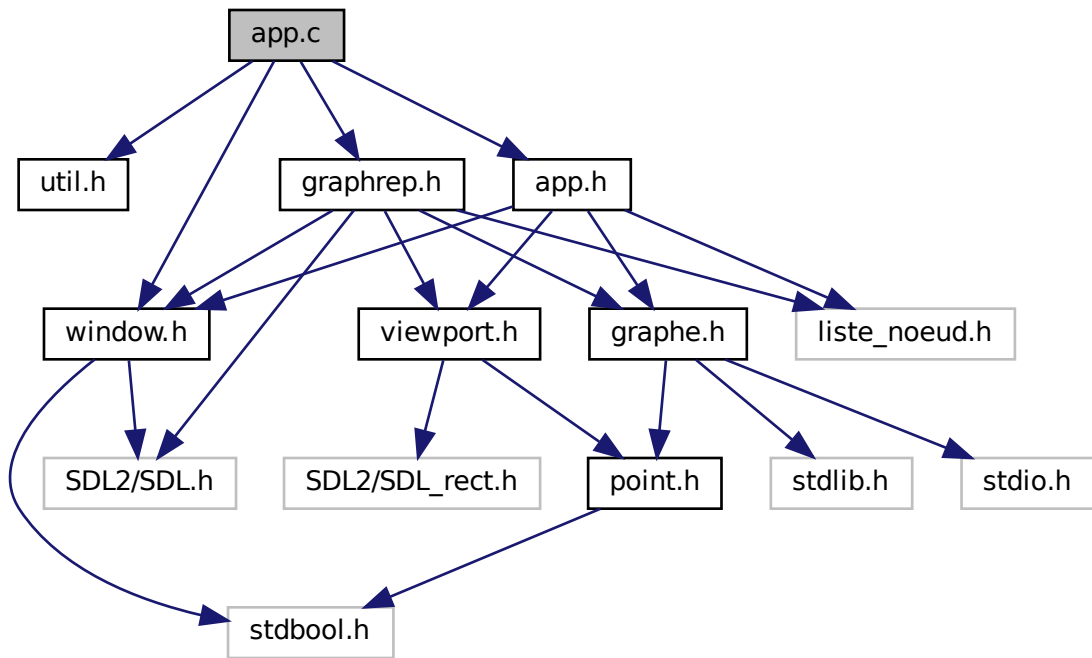 app.c
util.h
graphrep.h
app.h
window.h
viewport.h
graphe.h
liste_noeud.h
SDL2/SDL.h
SDL2/SDL_rect.h
point.h
stdlib.h
stdio.h
stdbool.h